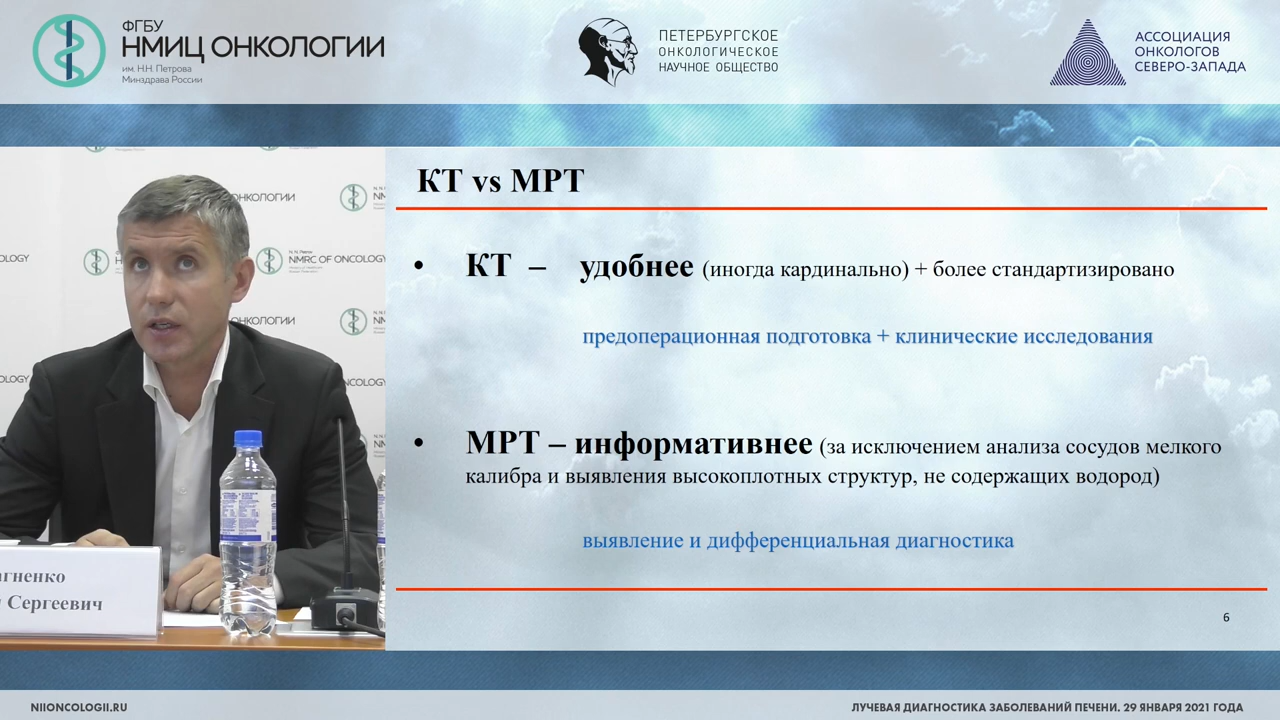 ФГБУ
НМИЦ ОНКОЛОГИИ
им. Н.Н. Петрова
Минздрава России
ПЕТЕРБУРГСКОЕ
ОНКОЛОГИЧЕСКОЕ
НАУЧНОЕ ОБЩЕСТВО
АССОЦИАЦИЯ
ОНКОЛОГОВ
СЕВЕРО-ЗАПАДА
КТ vs МРТ
• КТ – удобнее (иногда кардинально) + более стандартизировано
предоперационная подготовка + клинические исследования
• МРТ – информативнее (за исключением анализа сосудов мелкого
калибра и выявления высокоплотных структур, не содержащих водород)
выявление и дифференциальная диагностика
6
NMRC OF ONCOLOGY
Сергеевич
NIIONCOLOGII.RU
ЛУЧЕВАЯ ДИАГНОСТИКА ЗАБОЛЕВАНИЙ ПЕЧЕНИ. 29 ЯНВАРЯ 2021 ГОДА